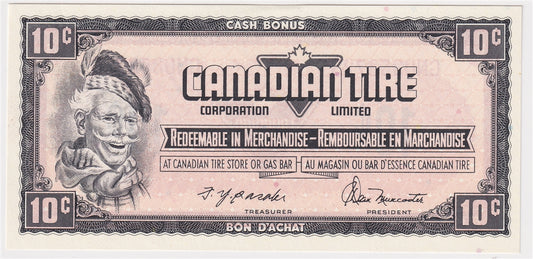 CASH BONUS
10¢ 10¢
CANADIAN TIRE
CORPORATION LIMITED
REDEEMABLE IN MERCHANDISE-REMBOURSABLE EN MARCHANDISE
AT CANADIAN TIRE STORE OR GAS BAR AU MAGASIN OU BAR D'ESSENCE CANADIAN TIRE
TREASURER PRESIDENT
10¢ 10¢
BON D'ACHAT